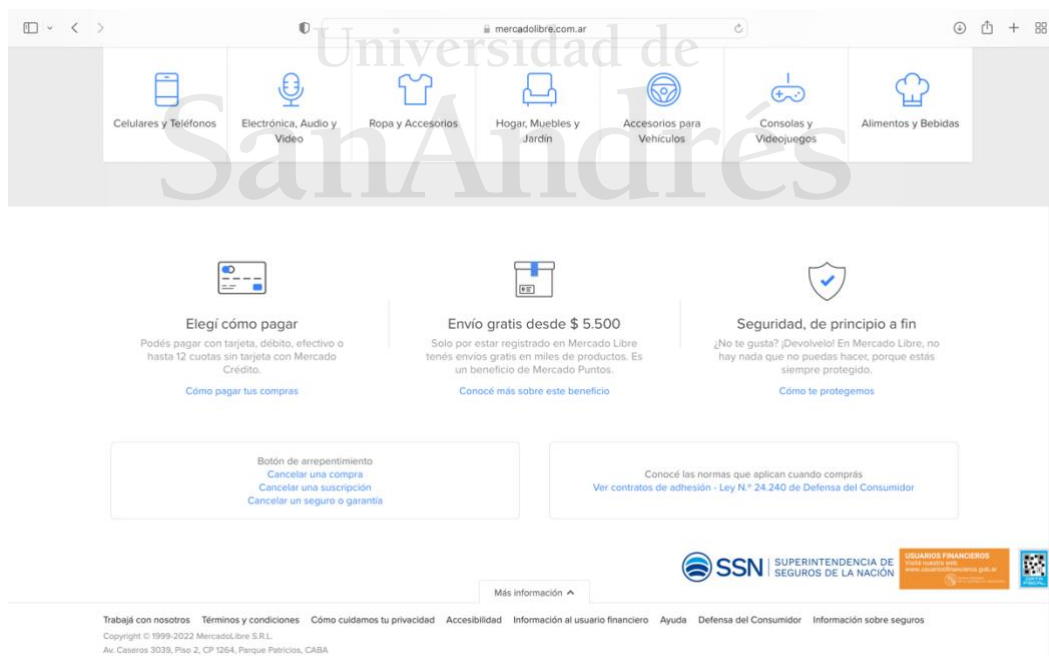 mercadolibre.com.ar
Universidad de
SanAndrés
Celulares y Teléfonos
Electrónica, Audio y
Video
Ropa y Accesorios
Hogar, Muebles y
Jardín
Accesorios para
Vehículos
Consolas y
Videojuegos
Alimentos y Bebidas
Elegí cómo pagar
Podés pagar con tarjeta, débito, efectivo o
hasta 12 cuotas sin tarjeta con Mercado
Crédito.
Cómo pagar tus compras
Envío gratis desde $ 5.500
Solo por estar registrado en Mercado Libre
tenés envíos gratis en miles de productos. Es
un beneficio de Mercado Puntos.
Conocé más sobre este beneficio
Seguridad, de principio a fin
¿No te gusta? ¡Devolvelo! En Mercado Libre, no
hay nada que no puedas hacer, porque estás
siempre protegido.
Cómo te protegemos
Botón de arrepentimiento
Cancelar una compra
Cancelar una suscripción
Cancelar un seguro o garantía
Conocé las normas que aplican cuando comprás
Ver contratos de adhesión - Ley N.º 24.240 de Defensa del Consumidor
SSN
SUPERINTENDENCIA DE
SEGUROS DE LA NACIÓN
USUARIOS FINANCIEROS
Visitá nuestra web
www.usuariosfinancieros.gob.ar
DATA
FISCAL
Más información
Trabajá con nosotros Términos y condiciones Cómo cuidamos tu privacidad Accesibilidad Información al usuario financiero Ayuda Defensa del Consumidor Información sobre seguros
Copyright © 1999-2022 MercadoLibre S.R.L.
Av. Caseros 3039, Piso 2, CP 1264, Parque Patricios, CABA